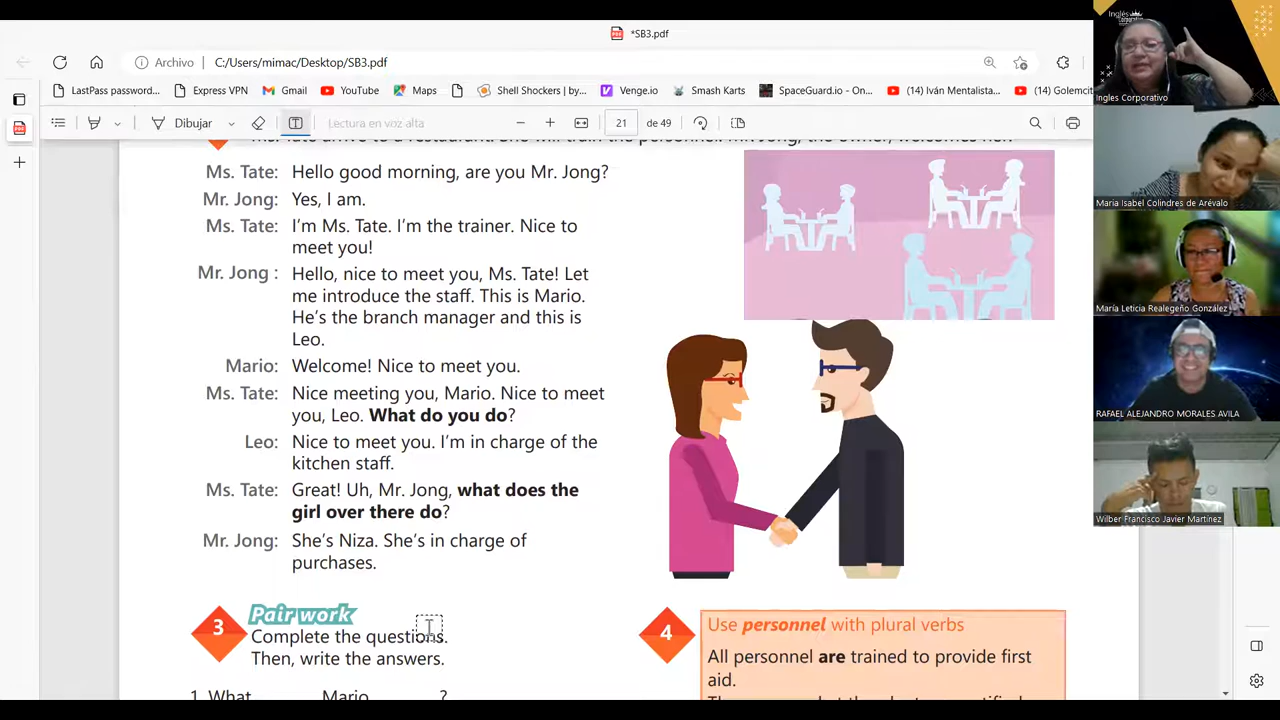 *SB3.pdf
Archivo
C:/Users/mimac/Desktop/SB3.pdf
LastPass password...
Express VPN
Gmail
YouTube
Maps
Shell Shockers | by...
Venge.io
Smash Karts
SpaceGuard.io - On...
(14) Iván Mentalista...
(14) Golemcit
Dibujar
Lectura en voz alta
21
de 49
Ms. Tate: Hello good morning, are you Mr. Jong?
Mr. Jong: Yes, I am.
Ms. Tate: I'm Ms. Tate. I'm the trainer. Nice to
meet you!
Mr. Jong : Hello, nice to meet you, Ms. Tate! Let
me introduce the staff. This is Mario.
He's the branch manager and this is
Leo.
Mario: Welcome! Nice to meet you.
Ms. Tate: Nice meeting you, Mario. Nice to meet
you, Leo. What do you do?
Leo: Nice to meet you. I'm in charge of the
kitchen staff.
Ms. Tate: Great! Uh, Mr. Jong, what does the
girl over there do?
Mr. Jong: She's Niza. She's in charge of
purchases.
3
Pair work
Complete the questions.
Then, write the answers.
1. What Mario ?
4
Use personnel with plural verbs
All personnel are trained to provide first
aid.
Inglés
Corporativo
Ingles Corporativo
Maria Isabel Colindres de Arévalo
María Leticia Realegeño González
RAFAEL ALEJANDRO MORALES AVILA
Wilber Francisco Javier Martínez